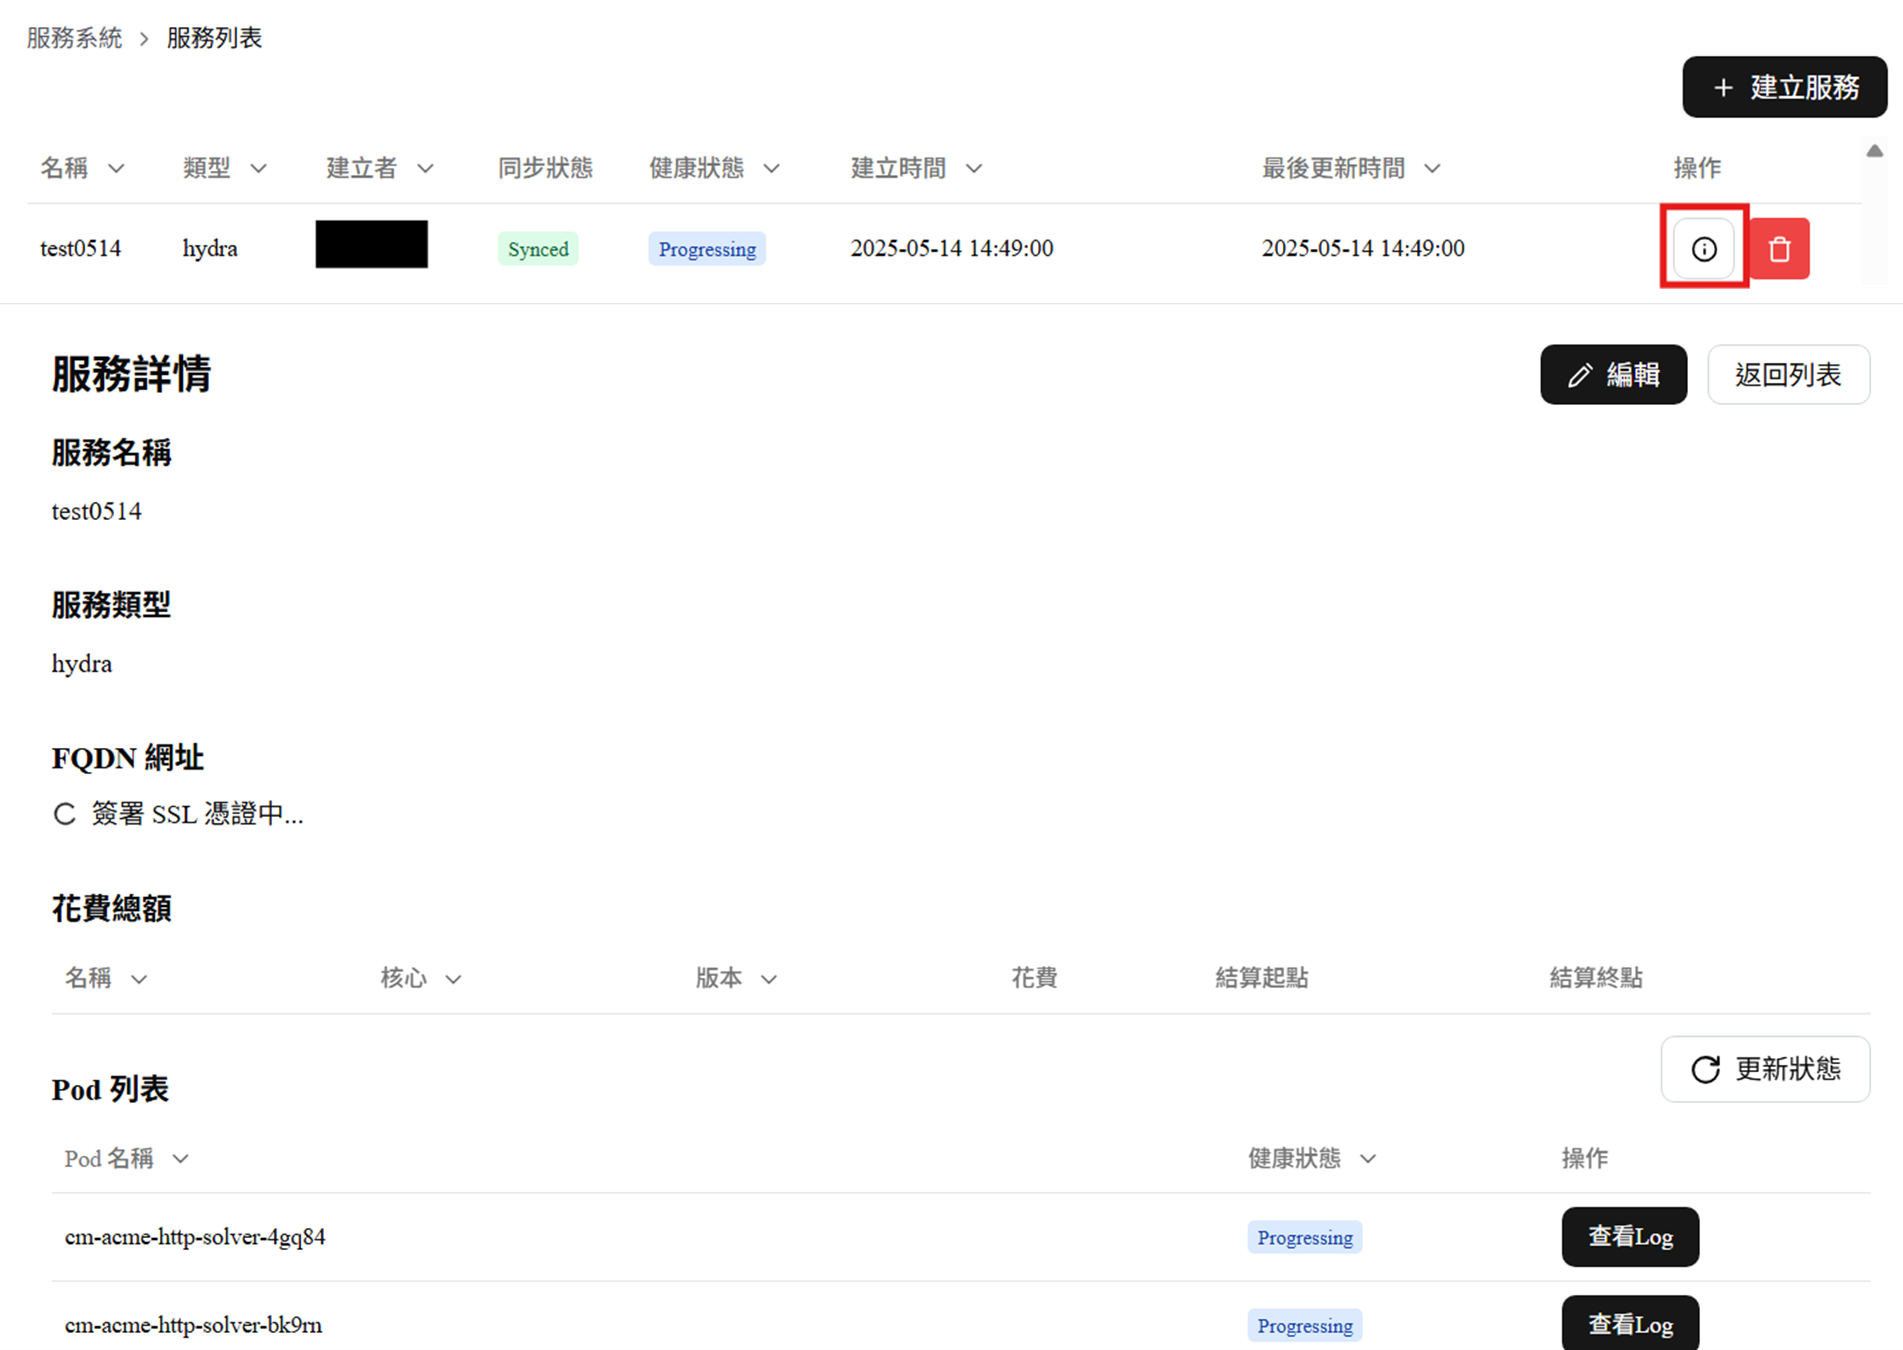 服務系統 > 服務列表
+ 建立服務
名稱 類型 建立者 同步狀態 健康狀態 建立時間 最後更新時間 操作
test0514 hydra Synced Progressing 2025-05-14 14:49:00 2025-05-14 14:49:00
服務詳情 編輯 返回列表
服務名稱
test0514
服務類型
hydra
FQDN 網址
簽署 SSL 憑證中...
花費總額
名稱 核心 版本 花費 結算起點 結算終點
Pod 列表 更新狀態
Pod 名稱 健康狀態 操作
cm-acme-http-solver-4gq84 Progressing 查看Log
cm-acme-http-solver-bk9rn Progressing 查看Log